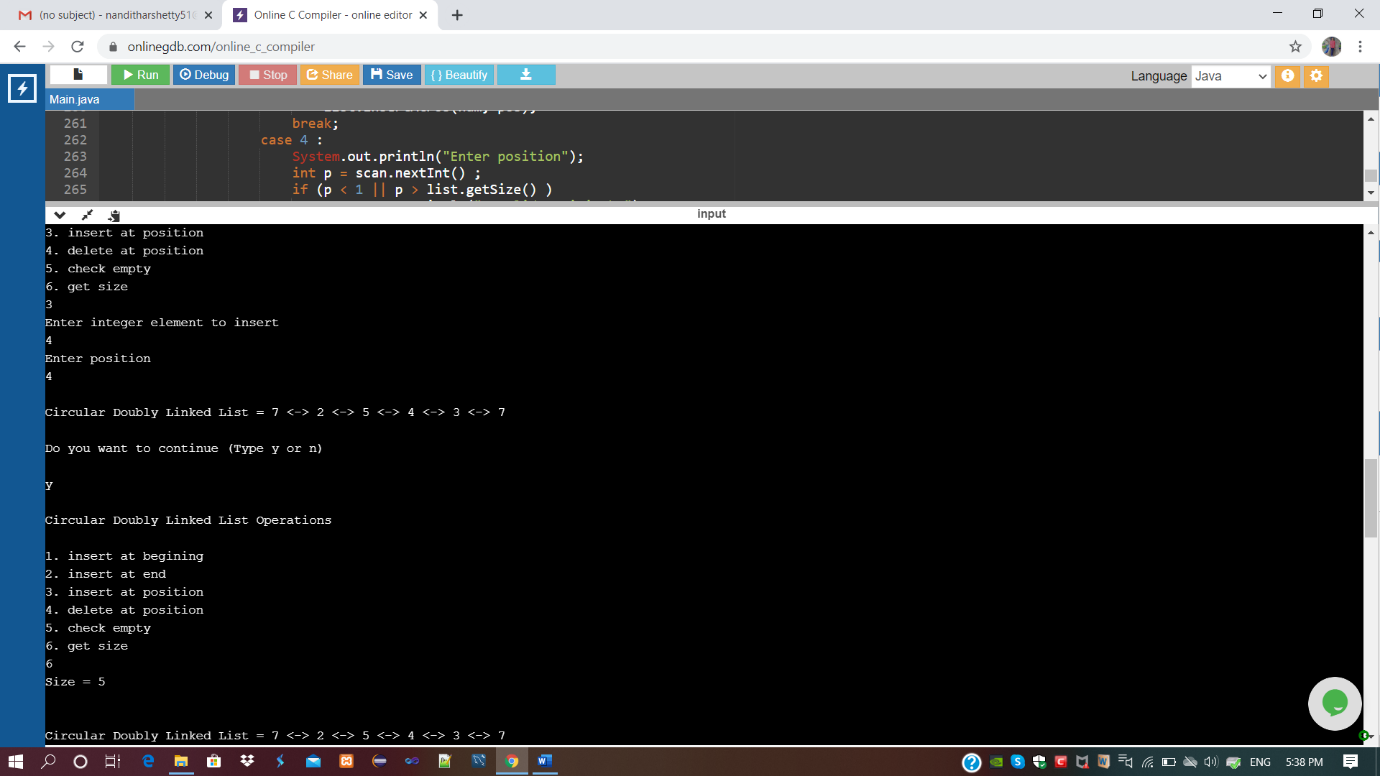 (no subject) - nanditharshetty516
Online C Compiler - online editor
onlinegdb.com/online_c_compiler
Run Debug Stop Share Save { } Beautify Language Java
Main.java
261 break;
262 case 4 :
263 System.out.println("Enter position");
264 int p = scan.nextInt() ;
265 if (p < 1 || p > list.getSize() )
input
3. insert at position
4. delete at position
5. check empty
6. get size
3
Enter integer element to insert
4
Enter position
4
Circular Doubly Linked List = 7 <-> 2 <-> 5 <-> 4 <-> 3 <-> 7
Do you want to continue (Type y or n)
y
Circular Doubly Linked List Operations
1. insert at begining
2. insert at end
3. insert at position
4. delete at position
5. check empty
6. get size
6
Size = 5
Circular Doubly Linked List = 7 <-> 2 <-> 5 <-> 4 <-> 3 <-> 7
ENG 5:38 PM